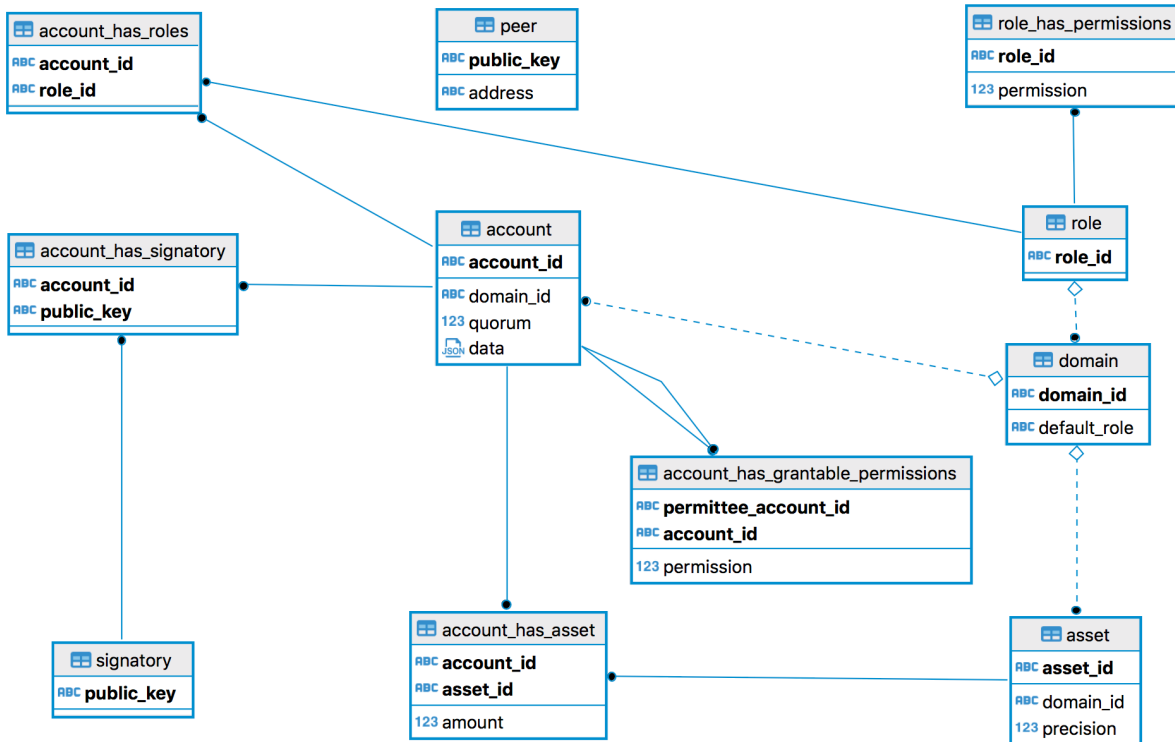 account_has_roles
ABC account_id
ABC role_id
peer
ABC public_key
ABC address
role_has_permissions
ABC role_id
123 permission
account_has_signatory
ABC account_id
ABC public_key
account
ABC account_id
ABC domain_id
123 quorum
JSON data
role
ABC role_id
domain
ABC domain_id
ABC default_role
account_has_grantable_permissions
ABC permittee_account_id
ABC account_id
123 permission
signatory
ABC public_key
account_has_asset
ABC account_id
ABC asset_id
123 amount
asset
ABC asset_id
ABC domain_id
123 precision